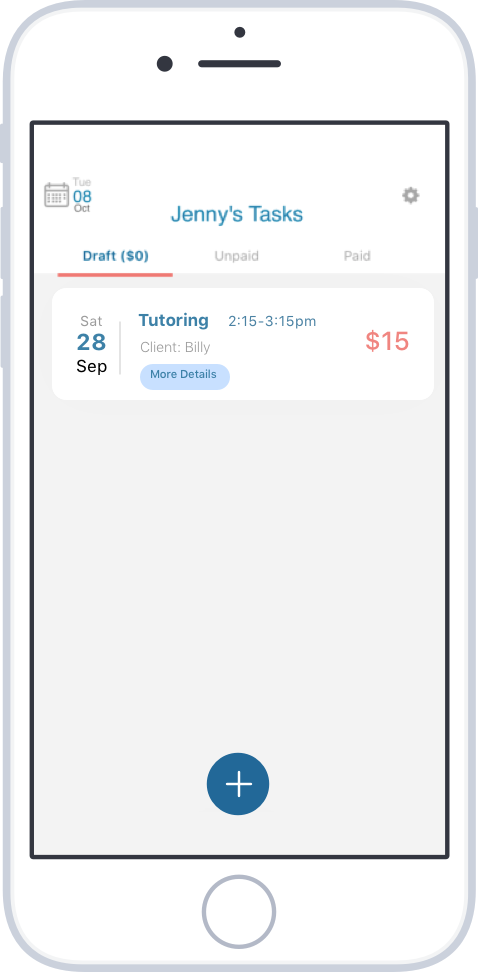 Tue
08
Oct
Jenny's Tasks
Draft ($0)
Unpaid
Paid
Sat
28
Sep
Tutoring 2:15-3:15pm
Client: Billy
More Details
$15